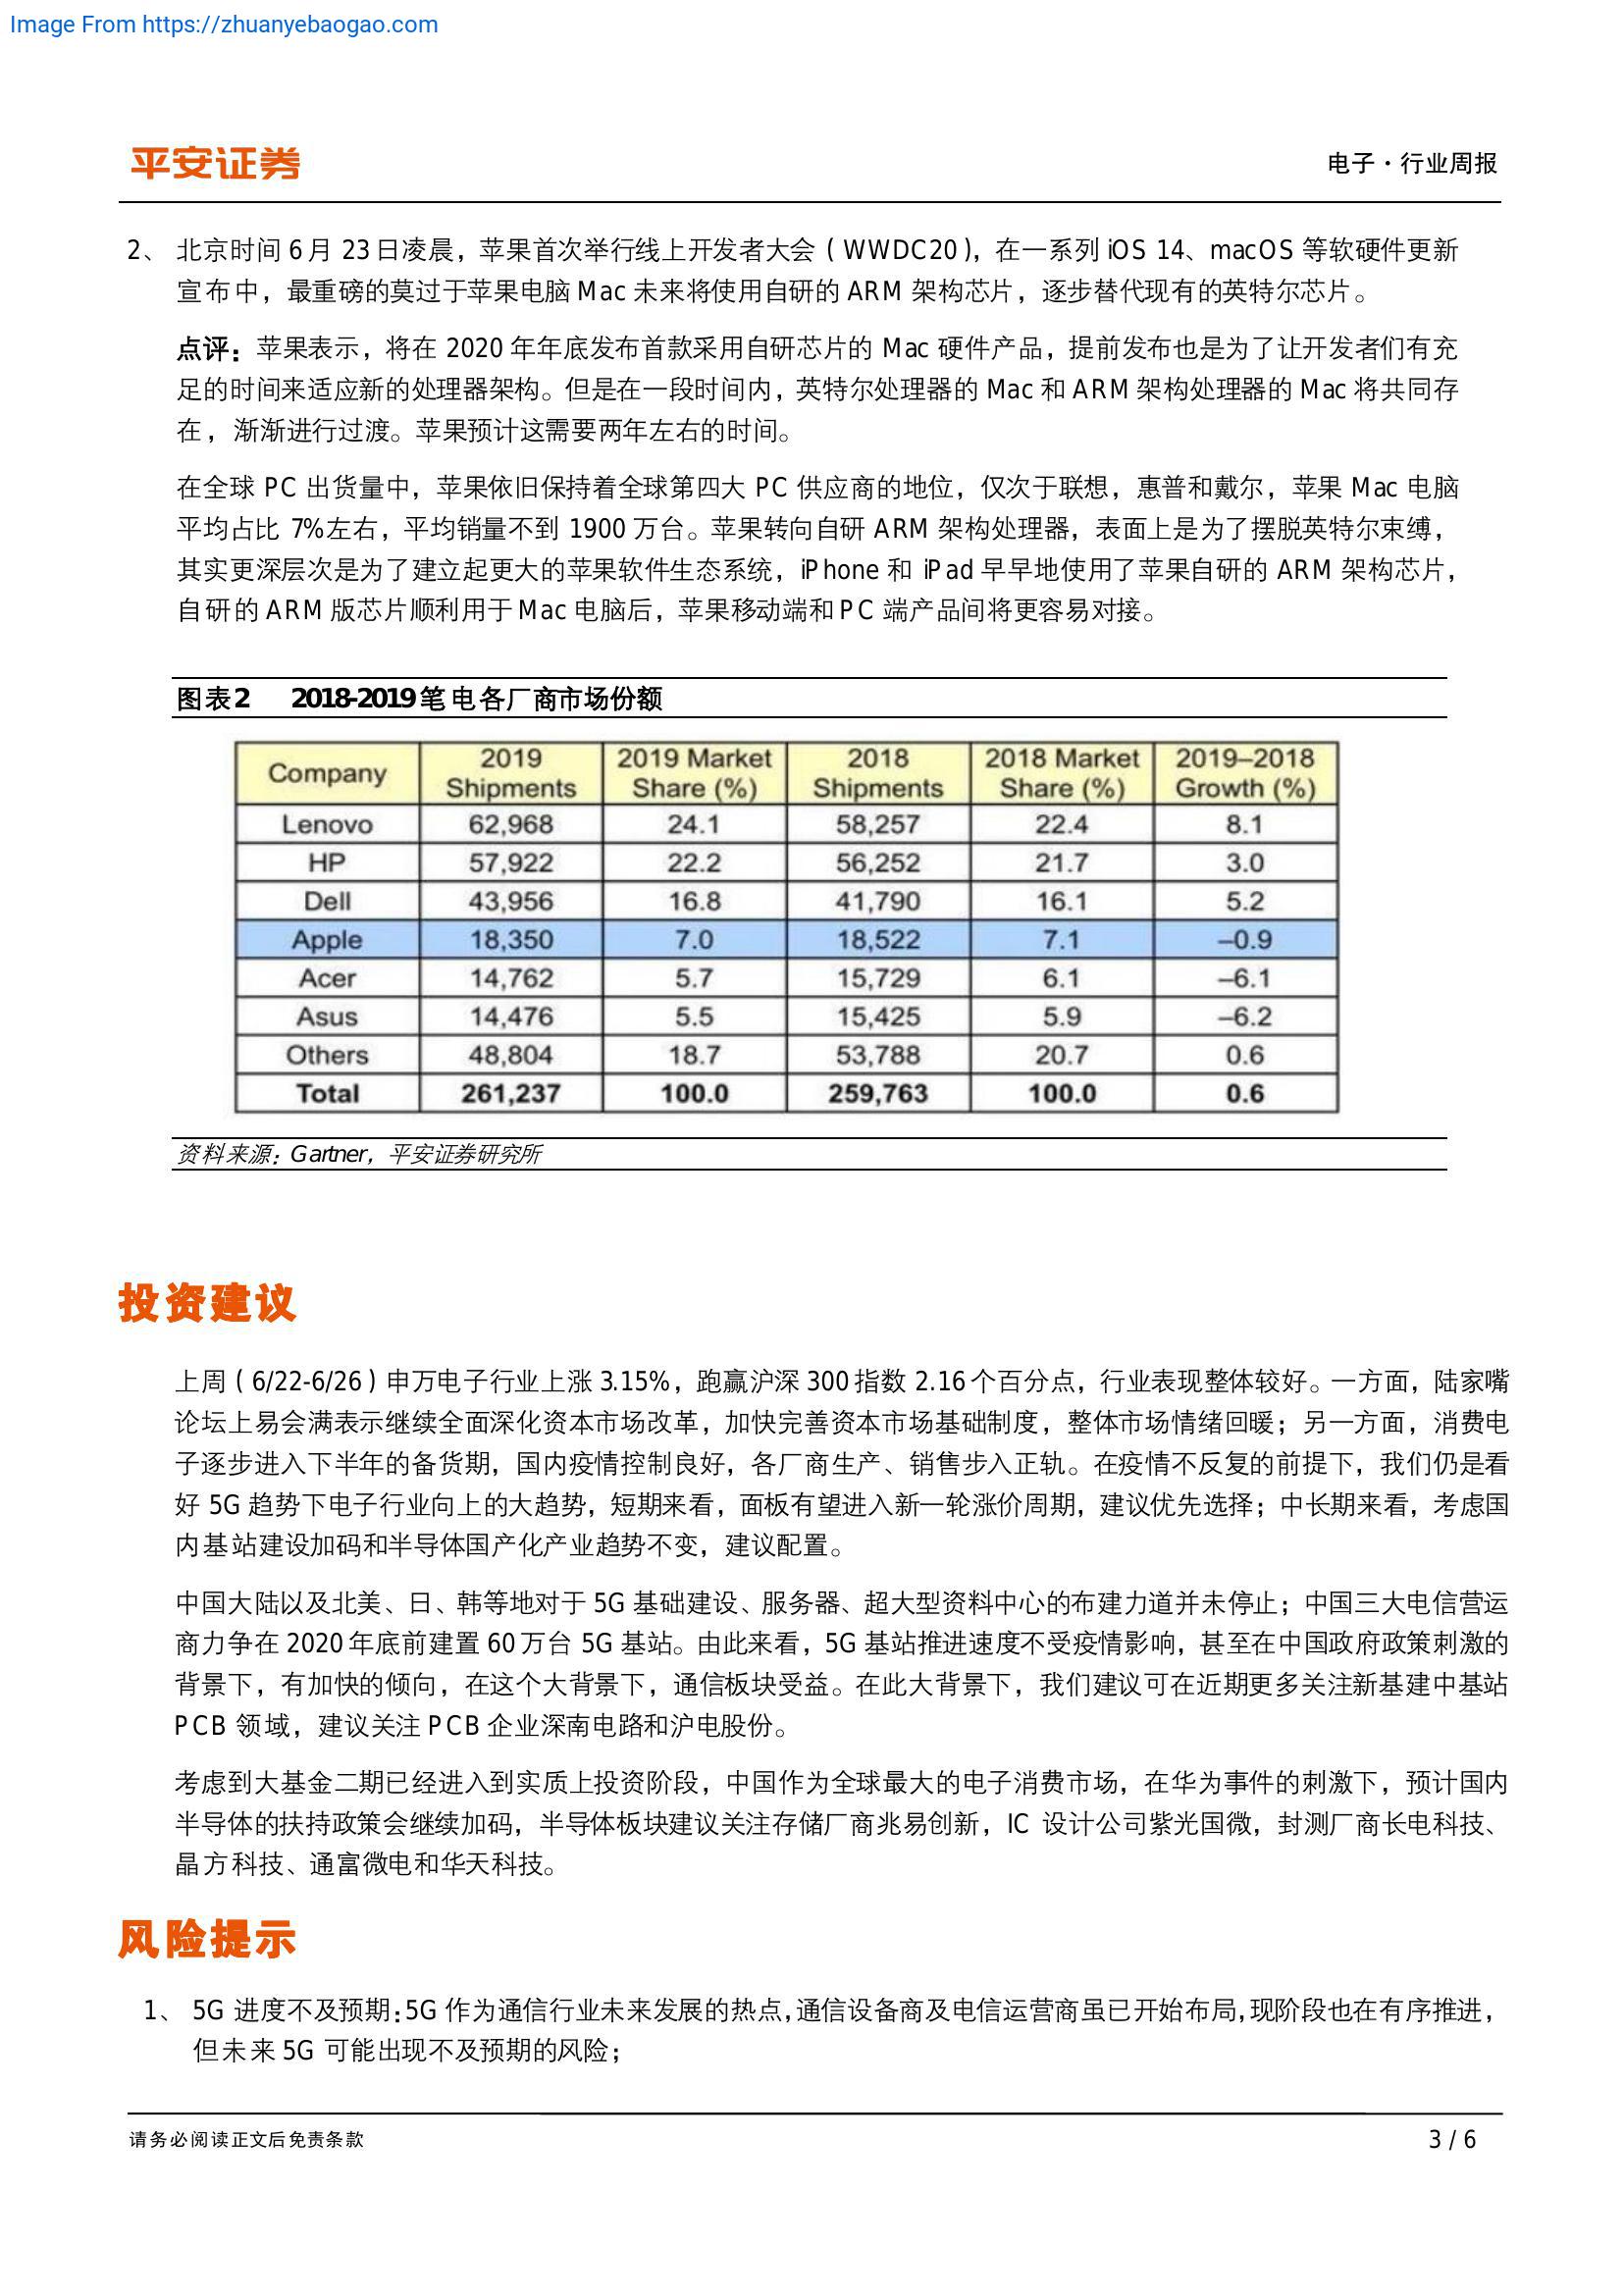 Image From https://zhuanyebaogao.com
平安证券
电子·行业周报
2、 北京时间 6 月 23 日凌晨，苹果首次举行线上开发者大会（WWDC20），在一系列 iOS 14、macOS 等软硬件更新
宣布中，最重磅的莫过于苹果电脑 Mac 未来将使用自研的 ARM 架构芯片，逐步替代现有的英特尔芯片。
点评：苹果表示，将在 2020 年年底发布首款采用自研芯片的 Mac 硬件产品，提前发布也是为了让开发者们有充
足的时间来适应新的处理器架构。但是在一段时间内，英特尔处理器的 Mac 和 ARM 架构处理器的 Mac 将共同存
在，渐渐进行过渡。苹果预计这需要两年左右的时间。
在全球 PC 出货量中，苹果依旧保持着全球第四大 PC 供应商的地位，仅次于联想，惠普和戴尔，苹果 Mac 电脑
平均占比 7%左右，平均销量不到 1900 万台。苹果转向自研 ARM 架构处理器，表面上是为了摆脱英特尔束缚，
其实更深层次是为了建立起更大的苹果软件生态系统，iPhone 和 iPad 早早地使用了苹果自研的 ARM 架构芯片，
自研的 ARM 版芯片顺利用于 Mac 电脑后，苹果移动端和 PC 端产品间将更容易对接。
图表2 2018-2019 笔电各厂商市场份额
Company 2019 Shipments 2019 Market Share (%) 2018 Shipments 2018 Market Share (%) 2019–2018 Growth (%)
Lenovo 62,968 24.1 58,257 22.4 8.1
HP 57,922 22.2 56,252 21.7 3.0
Dell 43,956 16.8 41,790 16.1 5.2
Apple 18,350 7.0 18,522 7.1 –0.9
Acer 14,762 5.7 15,729 6.1 –6.1
Asus 14,476 5.5 15,425 5.9 –6.2
Others 48,804 18.7 53,788 20.7 0.6
Total 261,237 100.0 259,763 100.0 0.6
资料来源：Gartner，平安证券研究所
投资建议
上周（6/22-6/26）申万电子行业上涨 3.15%，跑赢沪深 300 指数 2.16 个百分点，行业表现整体较好。一方面，陆家嘴
论坛上易会满表示继续全面深化资本市场改革，加快完善资本市场基础制度，整体市场情绪回暖；另一方面，消费电
子逐步进入下半年的备货期，国内疫情控制良好，各厂商生产、销售步入正轨。在疫情不反复的前提下，我们仍是看
好 5G 趋势下电子行业向上的大趋势，短期来看，面板有望进入新一轮涨价周期，建议优先选择；中长期来看，考虑国
内基站建设加码和半导体国产化产业趋势不变，建议配置。
中国大陆以及北美、日、韩等地对于 5G 基础建设、服务器、超大型资料中心的布建力道并未停止；中国三大电信营运
商力争在 2020 年底前建置 60 万台 5G 基站。由此来看，5G 基站推进速度不受疫情影响，甚至在中国政府政策刺激的
背景下，有加快的倾向，在这个大背景下，通信板块受益。在此大背景下，我们建议可在近期更多关注新基建中基站
PCB 领域，建议关注 PCB 企业深南电路和沪电股份。
考虑到大基金二期已经进入到实质上投资阶段，中国作为全球最大的电子消费市场，在华为事件的刺激下，预计国内
半导体的扶持政策会继续加码，半导体板块建议关注存储厂商兆易创新，IC 设计公司紫光国微，封测厂商长电科技、
晶方科技、通富微电和华天科技。
风险提示
1、 5G 进度不及预期：5G 作为通信行业未来发展的热点，通信设备商及电信运营商虽已开始布局，现阶段也在有序推进，
但未来 5G 可能出现不及预期的风险；
请务必阅读正文后免责条款
3 / 6